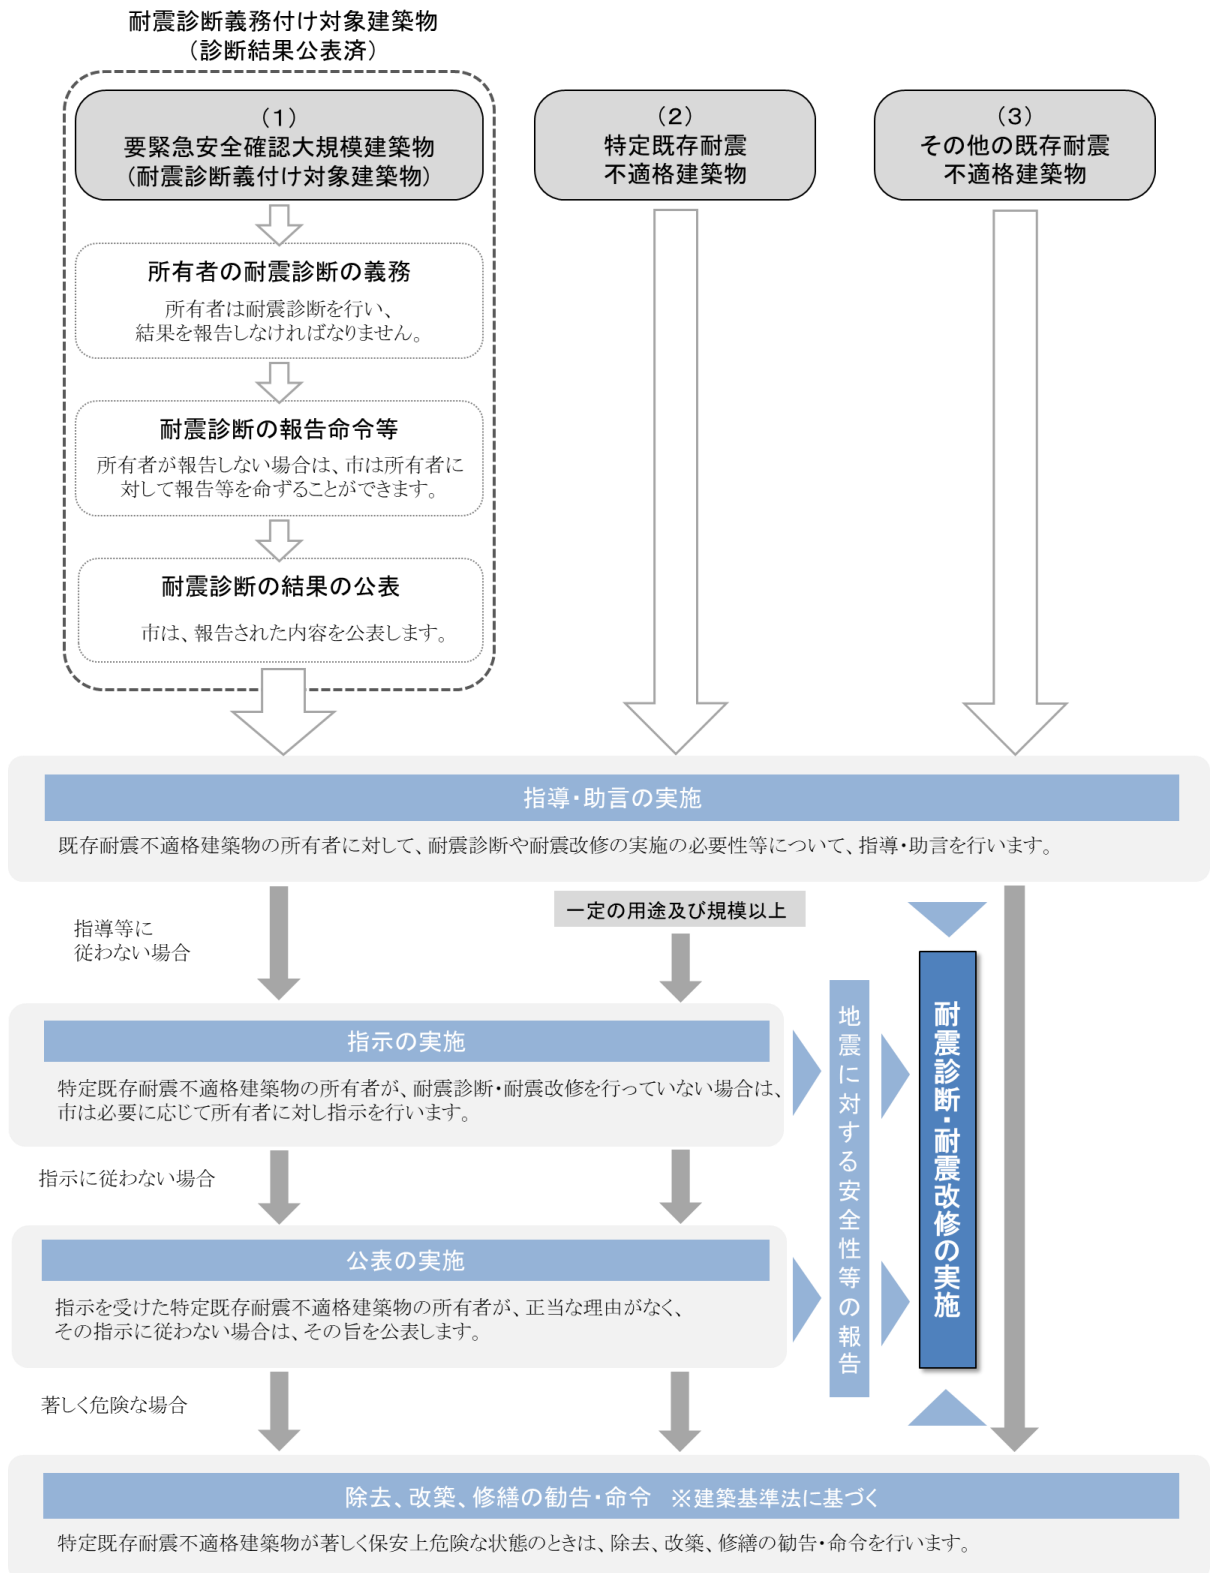 耐震診断義務付け対象建築物
（診断結果公表済）
（１）
要緊急安全確認大規模建築物
（耐震診断義付け対象建築物）
（２）
特定既存耐震
不適格建築物
（３）
その他の既存耐震
不適格建築物
所有者の耐震診断の義務
所有者は耐震診断を行い、
結果を報告しなければなりません。
耐震診断の報告命令等
所有者が報告しない場合は、市は所有者に
対して報告等を命ずることができます。
耐震診断の結果の公表
市は、報告された内容を公表します。
指導・助言の実施
既存耐震不適格建築物の所有者に対して、耐震診断や耐震改修の実施の必要性等について、指導・助言を行います。
指導等に
従わない場合
一定の用途及び規模以上
指示の実施
特定既存耐震不適格建築物の所有者が、耐震診断・耐震改修を行っていない場合は、
市は必要に応じて所有者に対し指示を行います。
指示に従わない場合
公表の実施
指示を受けた特定既存耐震不適格建築物の所有者が、正当な理由がなく、
その指示に従わない場合は、その旨を公表します。
地震に対する安全性等の報告
耐震診断・耐震改修の実施
著しく危険な場合
除去、改築、修繕の勧告・命令　※建築基準法に基づく
特定既存耐震不適格建築物が著しく保安上危険な状態のときは、除去、改築、修繕の勧告・命令を行います。